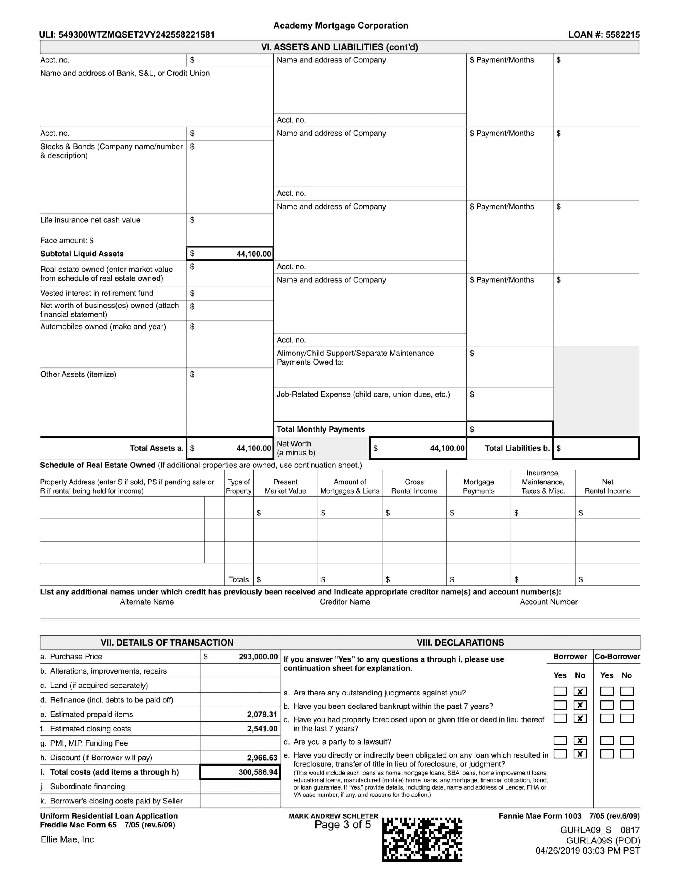 Academy Mortgage Corporation
ULI: 549300WTZMQSET2VY242558221581 LOAN #: 5582215
VI. ASSETS AND LIABILITIES (cont'd)
Acct. no. $ Name and address of Company $ Payment/Months $
Name and address of Bank, S&L, or Credit Union
Acct. no.
Acct. no. $ Name and address of Company $ Payment/Months $
Stocks & Bonds (Company name/number $
& description)
Acct. no.
Name and address of Company $ Payment/Months $
Life insurance net cash value $
Face amount: $
Subtotal Liquid Assets $ 44,100.00
Real estate owned (enter market value $ Acct. no.
from schedule of real estate owned) Name and address of Company $ Payment/Months $
Vested interest in retirement fund $
Net worth of business(es) owned (attach $
financial statement)
Automobiles owned (make and year) $
Acct. no.
Alimony/Child Support/Separate Maintenance $
Payments Owed to:
Other Assets (itemize) $
Job-Related Expense (child care, union dues, etc.) $
Total Monthly Payments $
Total Assets a. $ 44,100.00 Net Worth $ 44,100.00 Total Liabilities b. $
(a minus b)
Schedule of Real Estate Owned (If additional properties are owned, use continuation sheet.)
Property Address (enter S if sold, PS if pending sale or Type of Present Amount of Gross Mortgage Insurance, Maintenance, Net
R if rental being held for income) Property Market Value Mortgages & Liens Rental Income Payments Taxes & Misc. Rental Income
$ $ $ $ $ $
Totals $ $ $ $ $ $
List any additional names under which credit has previously been received and indicate appropriate creditor name(s) and account number(s):
Alternate Name Creditor Name Account Number
VII. DETAILS OF TRANSACTION VIII. DECLARATIONS
a. Purchase Price $ 293,000.00
b. Alterations, improvements, repairs
c. Land (if acquired separately)
d. Refinance (incl. debts to be paid off)
e. Estimated prepaid items 2,079.31
f. Estimated closing costs 2,541.00
g. PMI, MIP, Funding Fee
h. Discount (if Borrower will pay) 2,966.63
i. Total costs (add items a through h) 300,586.94
j. Subordinate financing
k. Borrower's closing costs paid by Seller
If you answer "Yes" to any questions a through i, please use Borrower Co-Borrower
continuation sheet for explanation. Yes No Yes No
a. Are there any outstanding judgments against you? X
b. Have you been declared bankrupt within the past 7 years? X
c. Have you had property foreclosed upon or given title or deed in lieu thereof X
in the last 7 years?
d. Are you a party to a lawsuit? X
e. Have you directly or indirectly been obligated on any loan which resulted in X
foreclosure, transfer of title in lieu of foreclosure, or judgment?
(This would include such loans as home mortgage loans, SBA loans, home improvement loans,
educational loans, manufactured (mobile) home loans, any mortgage, financial obligation, bond,
or loan guarantee. If "Yes," provide details, including date, name and address of Lender, FHA or
VA case number, if any, and reasons for the action.)
Uniform Residential Loan Application MARK ANDREW SCHLETER Fannie Mae Form 1003 7/05 (rev.6/09)
Freddie Mac Form 65 7/05 (rev.6/09) Page 3 of 5
GURLA09_S 0817
Ellie Mae, Inc GURLA09S (POD)
04/26/2019 03:03 PM PST